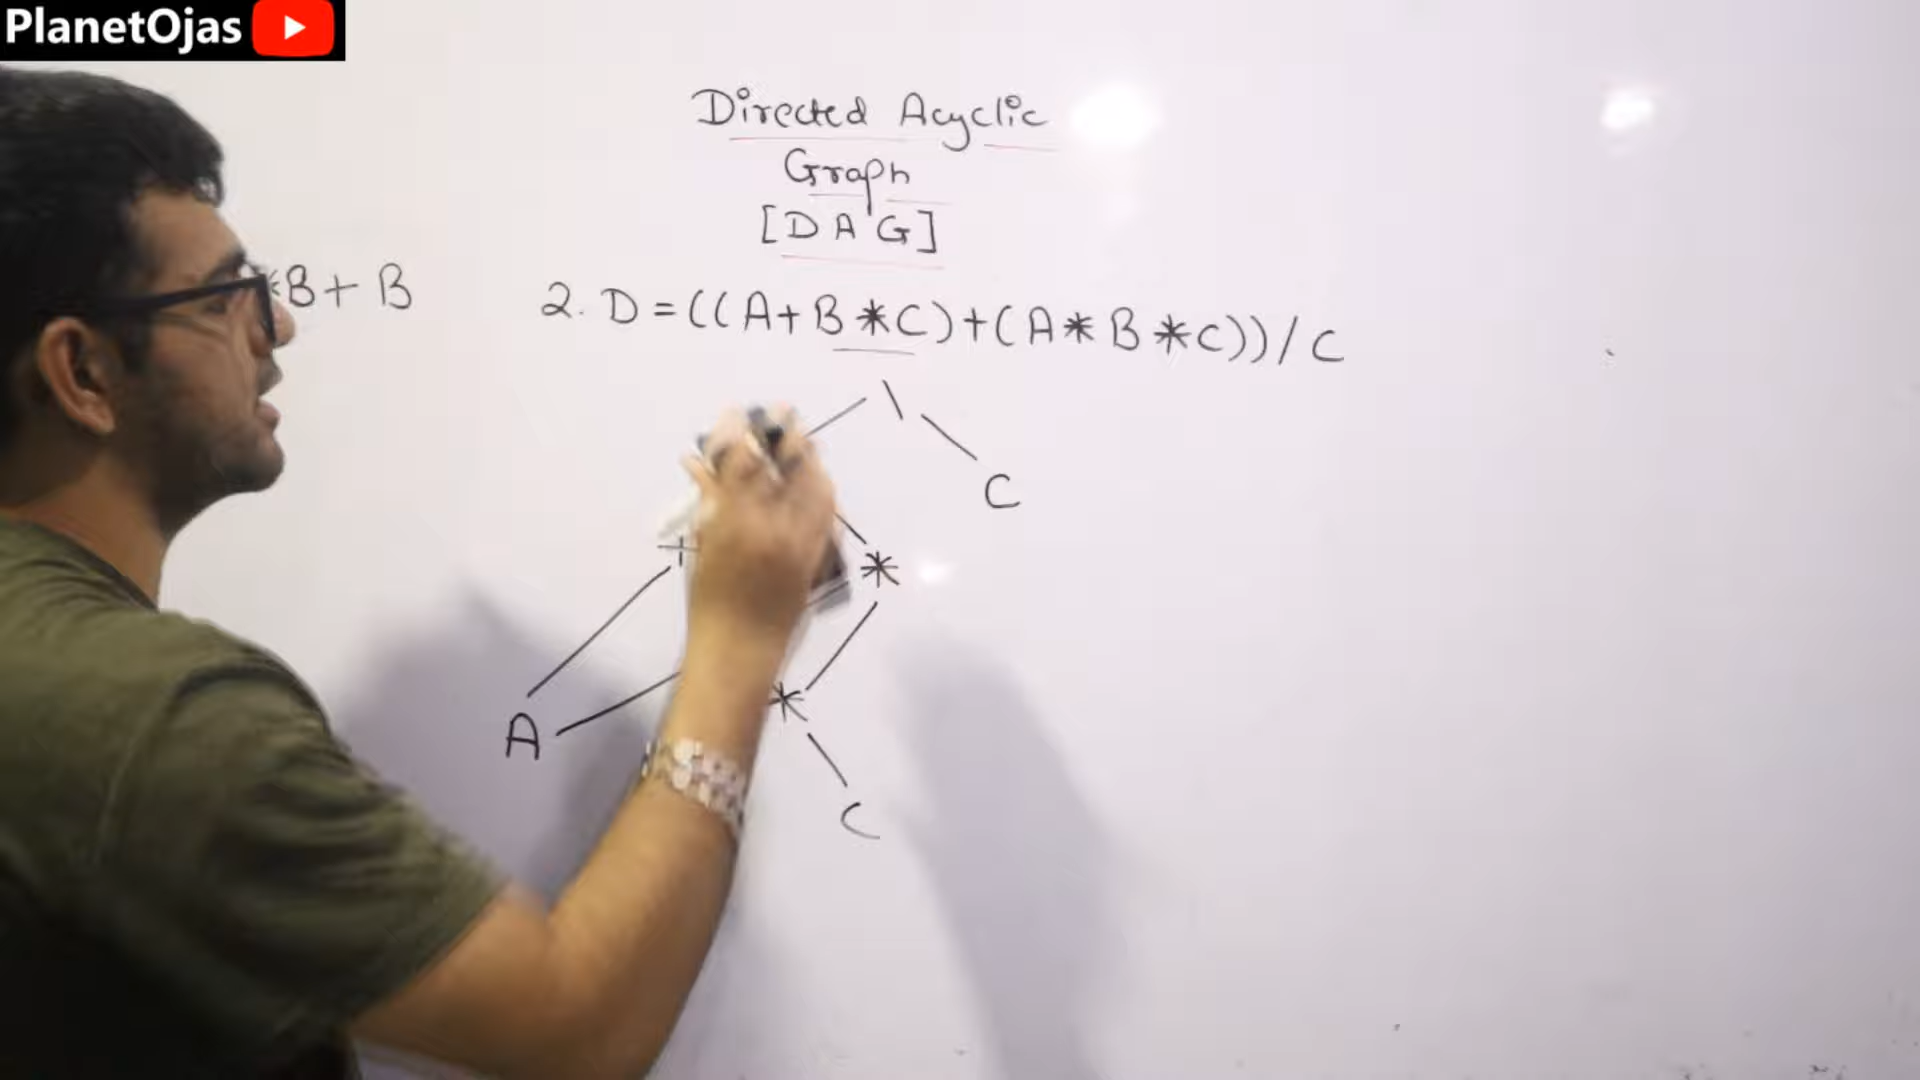 PlanetOjas
Directed Acyclic
Graph
[DAG]
*B+ B
2. D=((A+B*C)+(A*B*C))/C
\
C
+
*
A
*
C